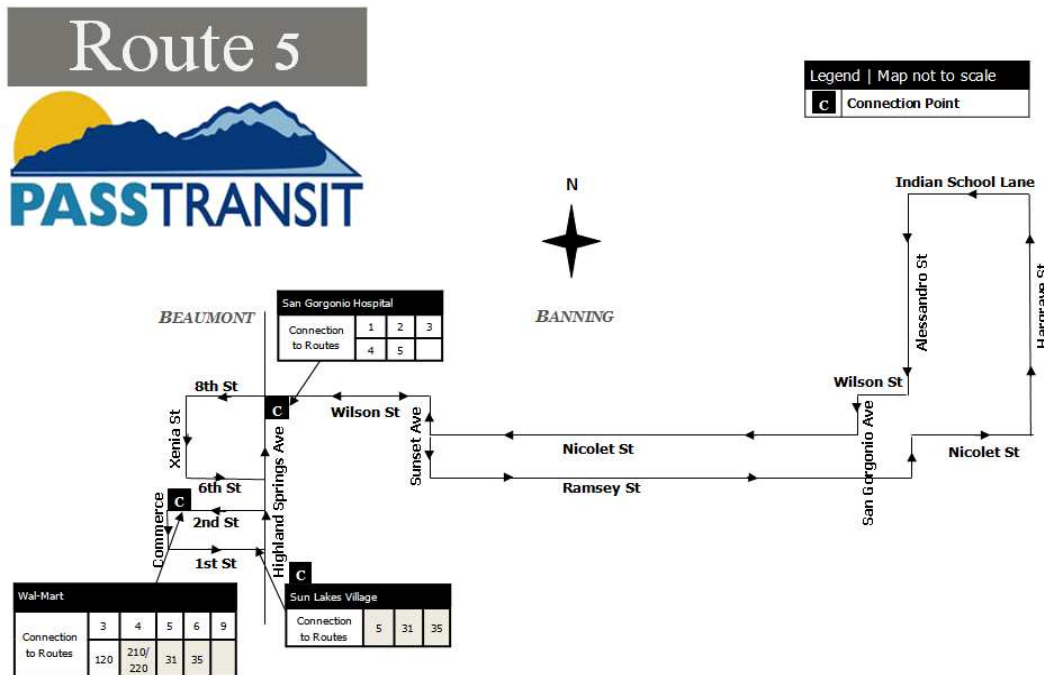 Route 5
PASSTRANSIT
Legend | Map not to scale
C Connection Point
N
BEAUMONT
BANNING
Indian School Lane
Alessandro St
Hargrave St
San Gorgonio Hospital
Connection to Routes
1 2 3
4 5
8th St
C
Wilson St
Wilson St
Xenia St
Highland Springs Ave
Sunset Ave
Nicolet St
San Gorgonio Ave
Nicolet St
6th St
Ramsey St
C
Commerce
2nd St
1st St
C
Wal-Mart
Connection
to Routes
3 4 5 6 9
120 210/
220 31 35
Sun Lakes Village
Connection
to Routes
5 31 35